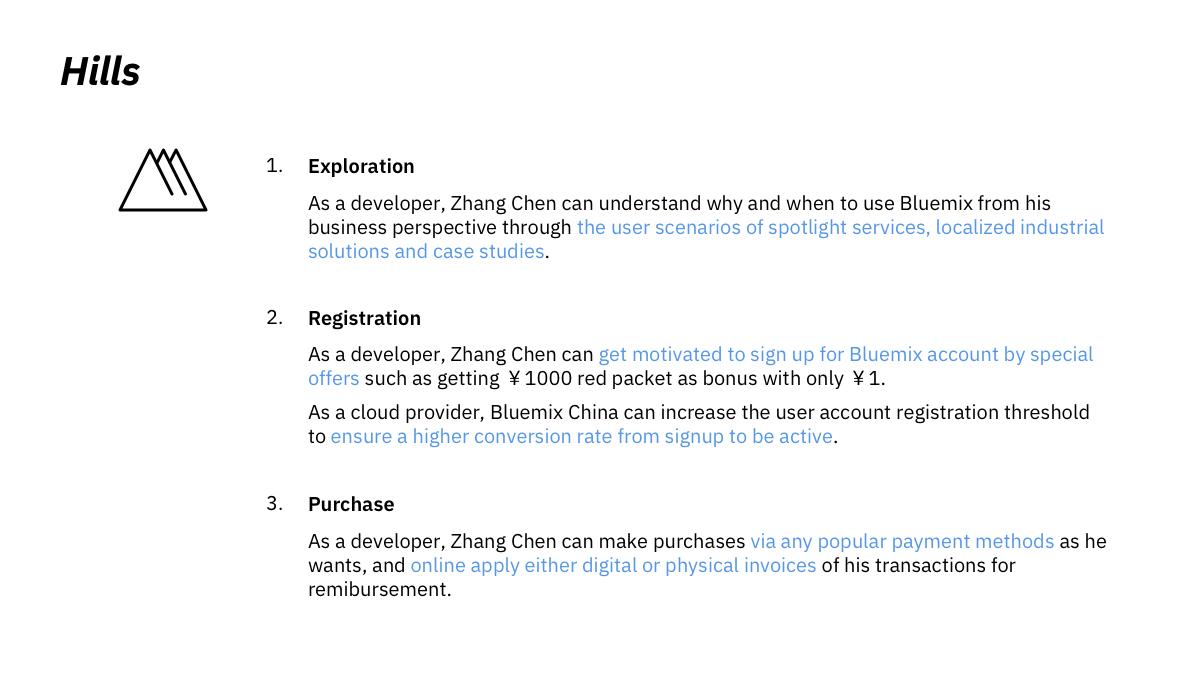 Hills
1. Exploration
As a developer, Zhang Chen can understand why and when to use Bluemix from his
business perspective through the user scenarios of spotlight services, localized industrial
solutions and case studies.
2. Registration
As a developer, Zhang Chen can get motivated to sign up for Bluemix account by special
offers such as getting ￥1000 red packet as bonus with only ￥1.
As a cloud provider, Bluemix China can increase the user account registration threshold
to ensure a higher conversion rate from signup to be active.
3. Purchase
As a developer, Zhang Chen can make purchases via any popular payment methods as he
wants, and online apply either digital or physical invoices of his transactions for
remibursement.